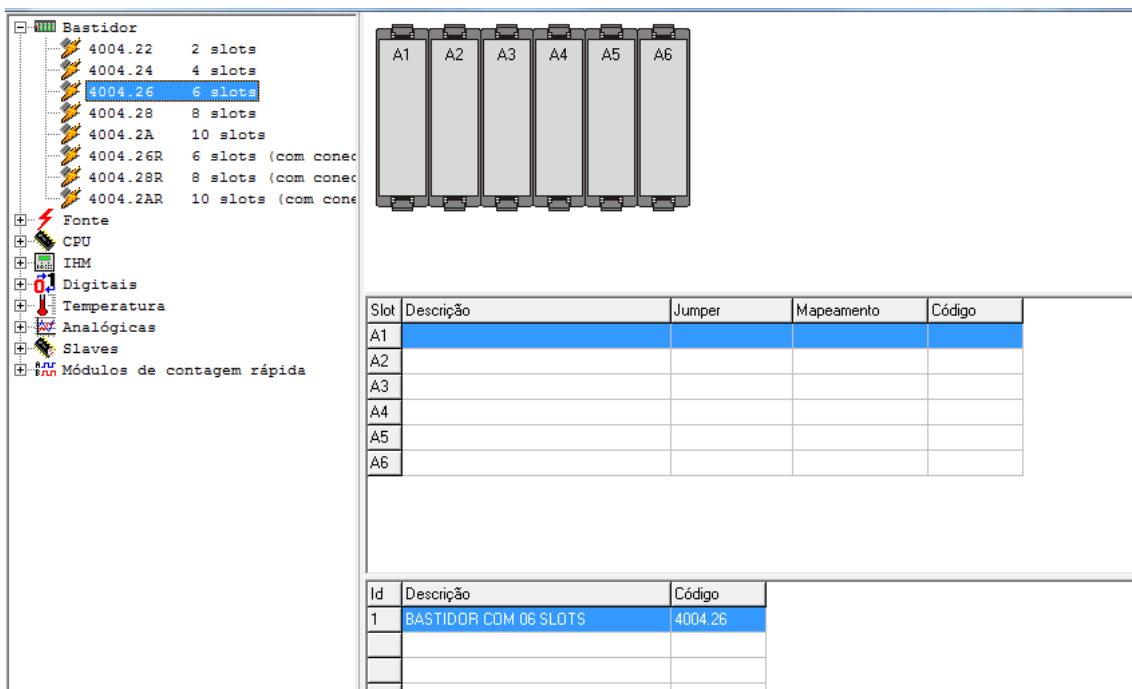 Bastidor
4004.22 2 slots
4004.24 4 slots
4004.26 6 slots
4004.28 8 slots
4004.2A 10 slots
4004.26R 6 slots (com conec
4004.28R 8 slots (com conec
4004.2AR 10 slots (com cone
Fonte
CPU
IHM
Digitais
Temperatura
Analógicas
Slaves
Módulos de contagem rápida
A1 A2 A3 A4 A5 A6
Slot Descrição Jumper Mapeamento Código
A1
A2
A3
A4
A5
A6
Id Descrição Código
1 BASTIDOR COM 06 SLOTS 4004.26